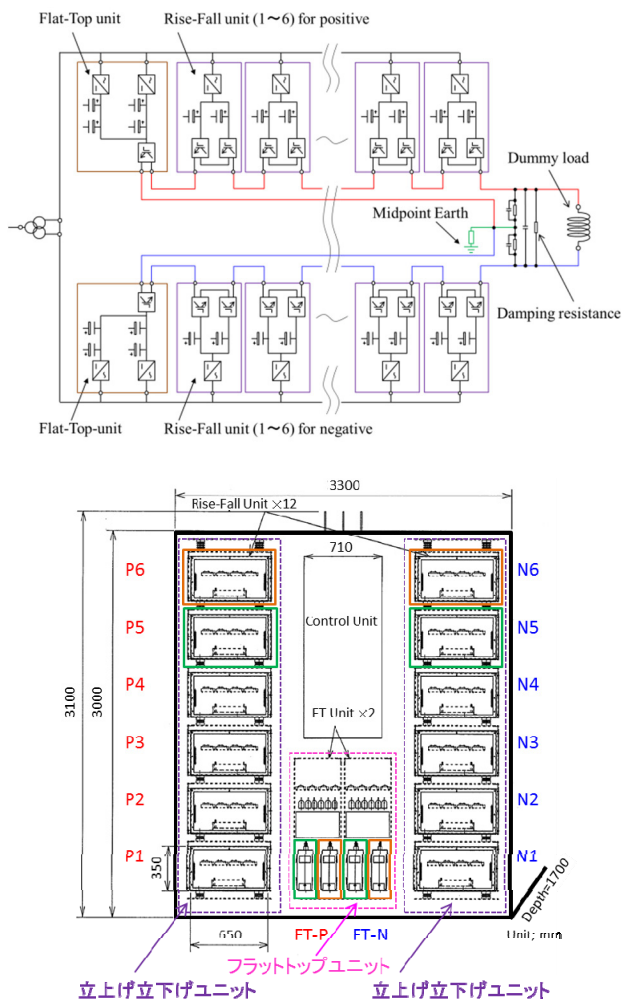 Flat-Top unit
Rise-Fall unit (1～6) for positive
Dummy load
Midpoint Earth
Damping resistance
Flat-Top-unit
Rise-Fall unit (1～6) for negative
3300
Rise-Fall Unit ×12
710
P6
N6
P5
Control Unit
N5
P4
N4
3100
3000
FT Unit ×2
P3
N3
P2
N2
P1
N1
350
Depth=1700
650
FT-P
FT-N
Unit; mm
フラットトップユニット
立上げ立下げユニット
立上げ立下げユニット